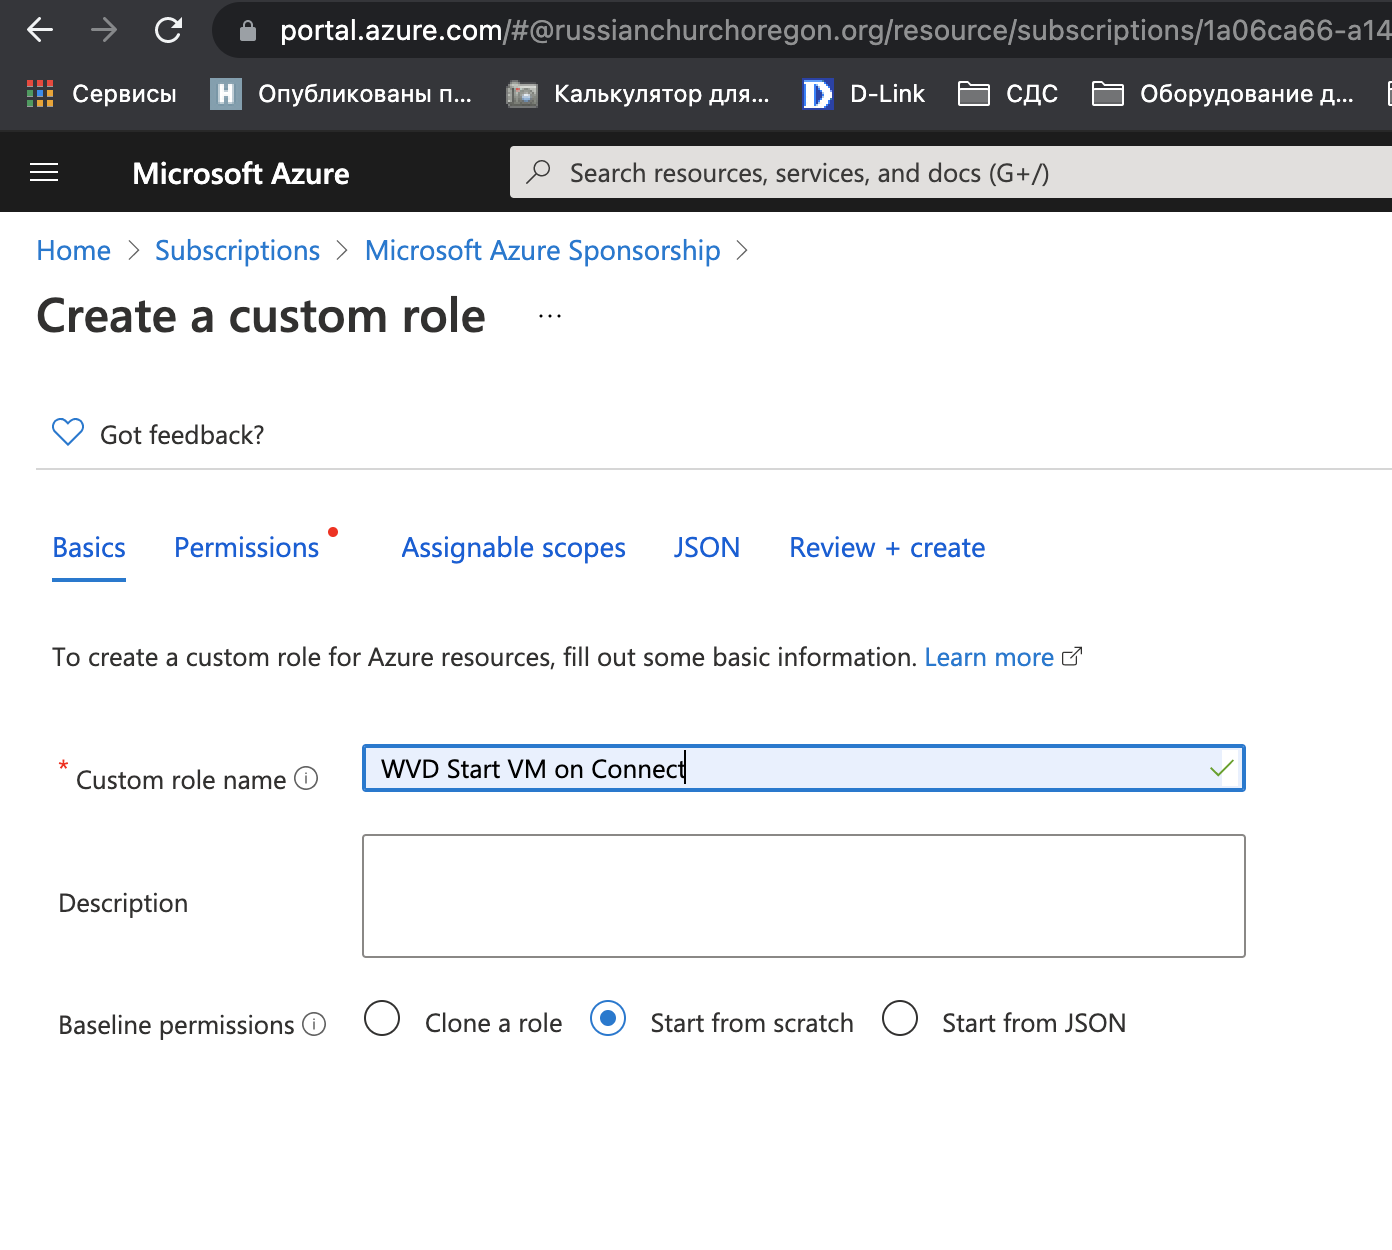 portal.azure.com/#@russianchurchoregon.org/resource/subscriptions/1a06ca66-a14
Сервисы Опубликованы п... Калькулятор для... D-Link СДС Оборудование д...
Microsoft Azure Search resources, services, and docs (G+/)
Home > Subscriptions > Microsoft Azure Sponsorship >
Create a custom role ...
Got feedback?
Basics Permissions Assignable scopes JSON Review + create
To create a custom role for Azure resources, fill out some basic information. Learn more
* Custom role name WVD Start VM on Connect
Description
Baseline permissions Clone a role Start from scratch Start from JSON